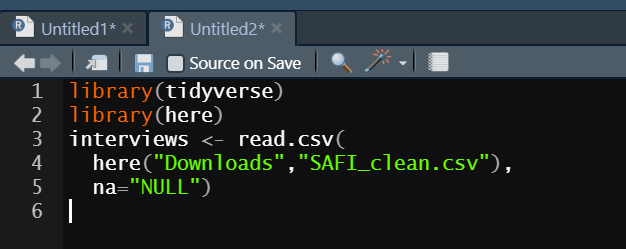 Untitled1* Untitled2*
Source on Save
1 library(tidyverse)
2 library(here)
3 interviews <- read.csv(
4   here("Downloads","SAFI_clean.csv"),
5   na="NULL")
6